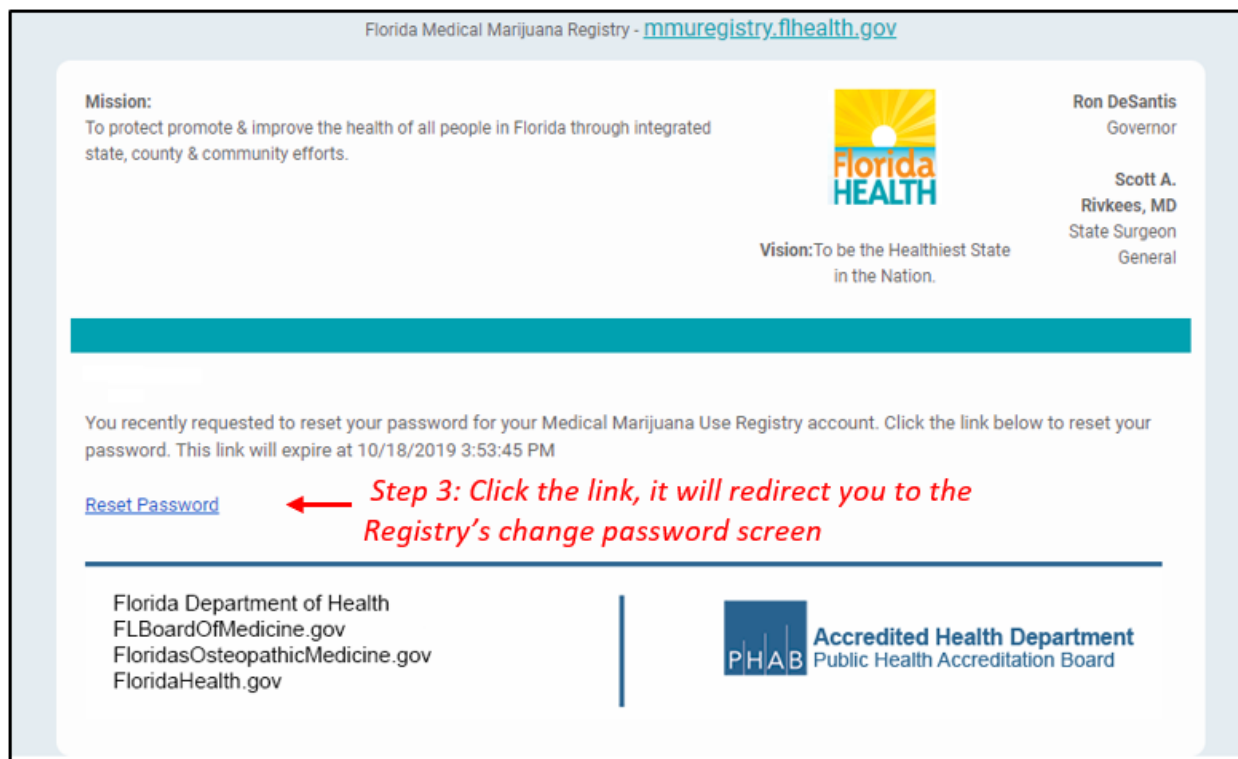 Florida Medical Marijuana Registry - mmuregistry.flhealth.gov
Mission:
To protect promote & improve the health of all people in Florida through integrated
state, county & community efforts.
Florida
HEALTH
Vision:To be the Healthiest State
in the Nation.
Ron DeSantis
Governor
Scott A.
Rivkees, MD
State Surgeon
General
You recently requested to reset your password for your Medical Marijuana Use Registry account. Click the link below to reset your
password. This link will expire at 10/18/2019 3:53:45 PM
Reset Password
Step 3: Click the link, it will redirect you to the
Registry's change password screen
Florida Department of Health
FLBoardOfMedicine.gov
FloridasOsteopathicMedicine.gov
FloridaHealth.gov
PHAB
Accredited Health Department
Public Health Accreditation Board